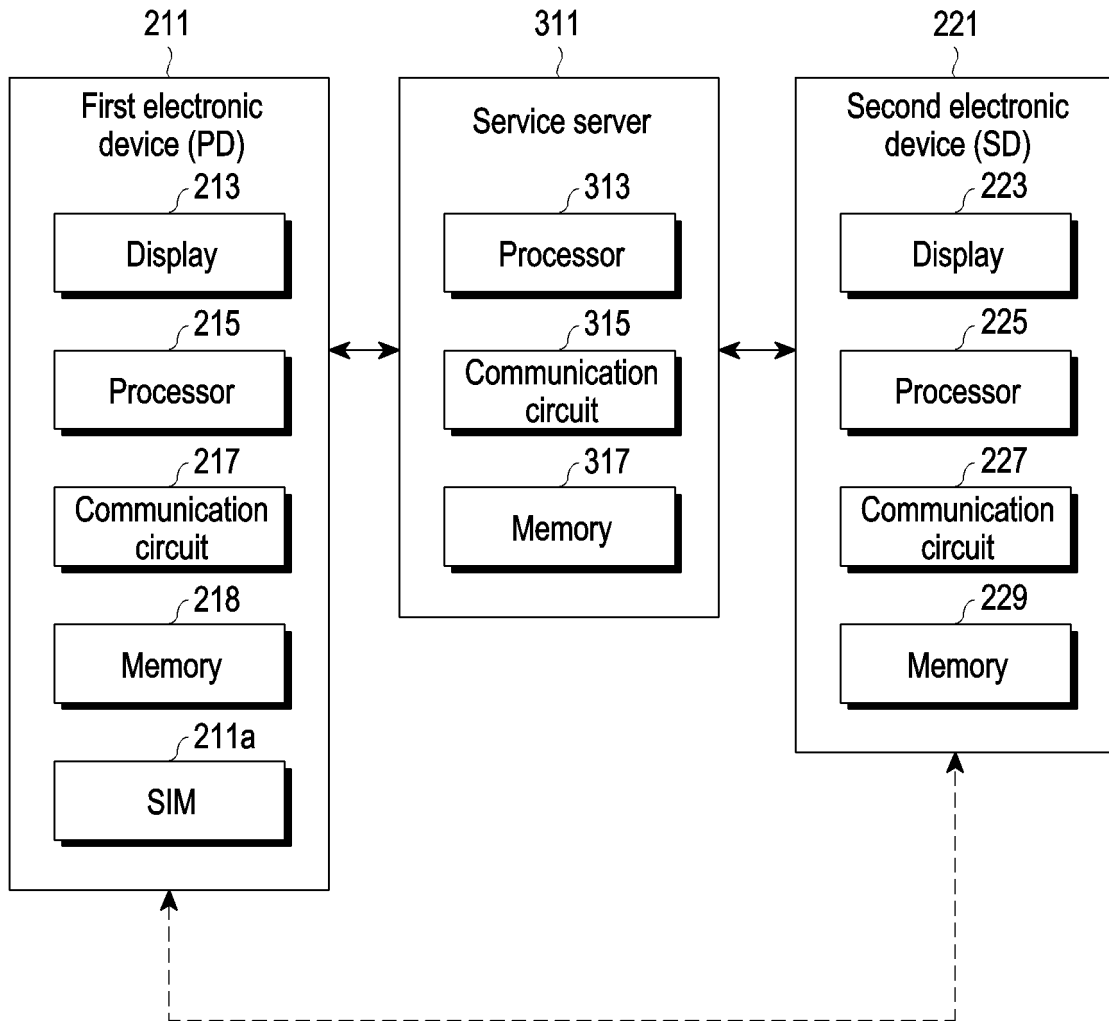 211
311
221
First electronic
device (PD)
213
Display
215
Processor
217
Communication
circuit
218
Memory
211a
SIM
Service server
313
Processor
315
Communication
circuit
317
Memory
Second electronic
device (SD)
223
Display
225
Processor
227
Communication
circuit
229
Memory